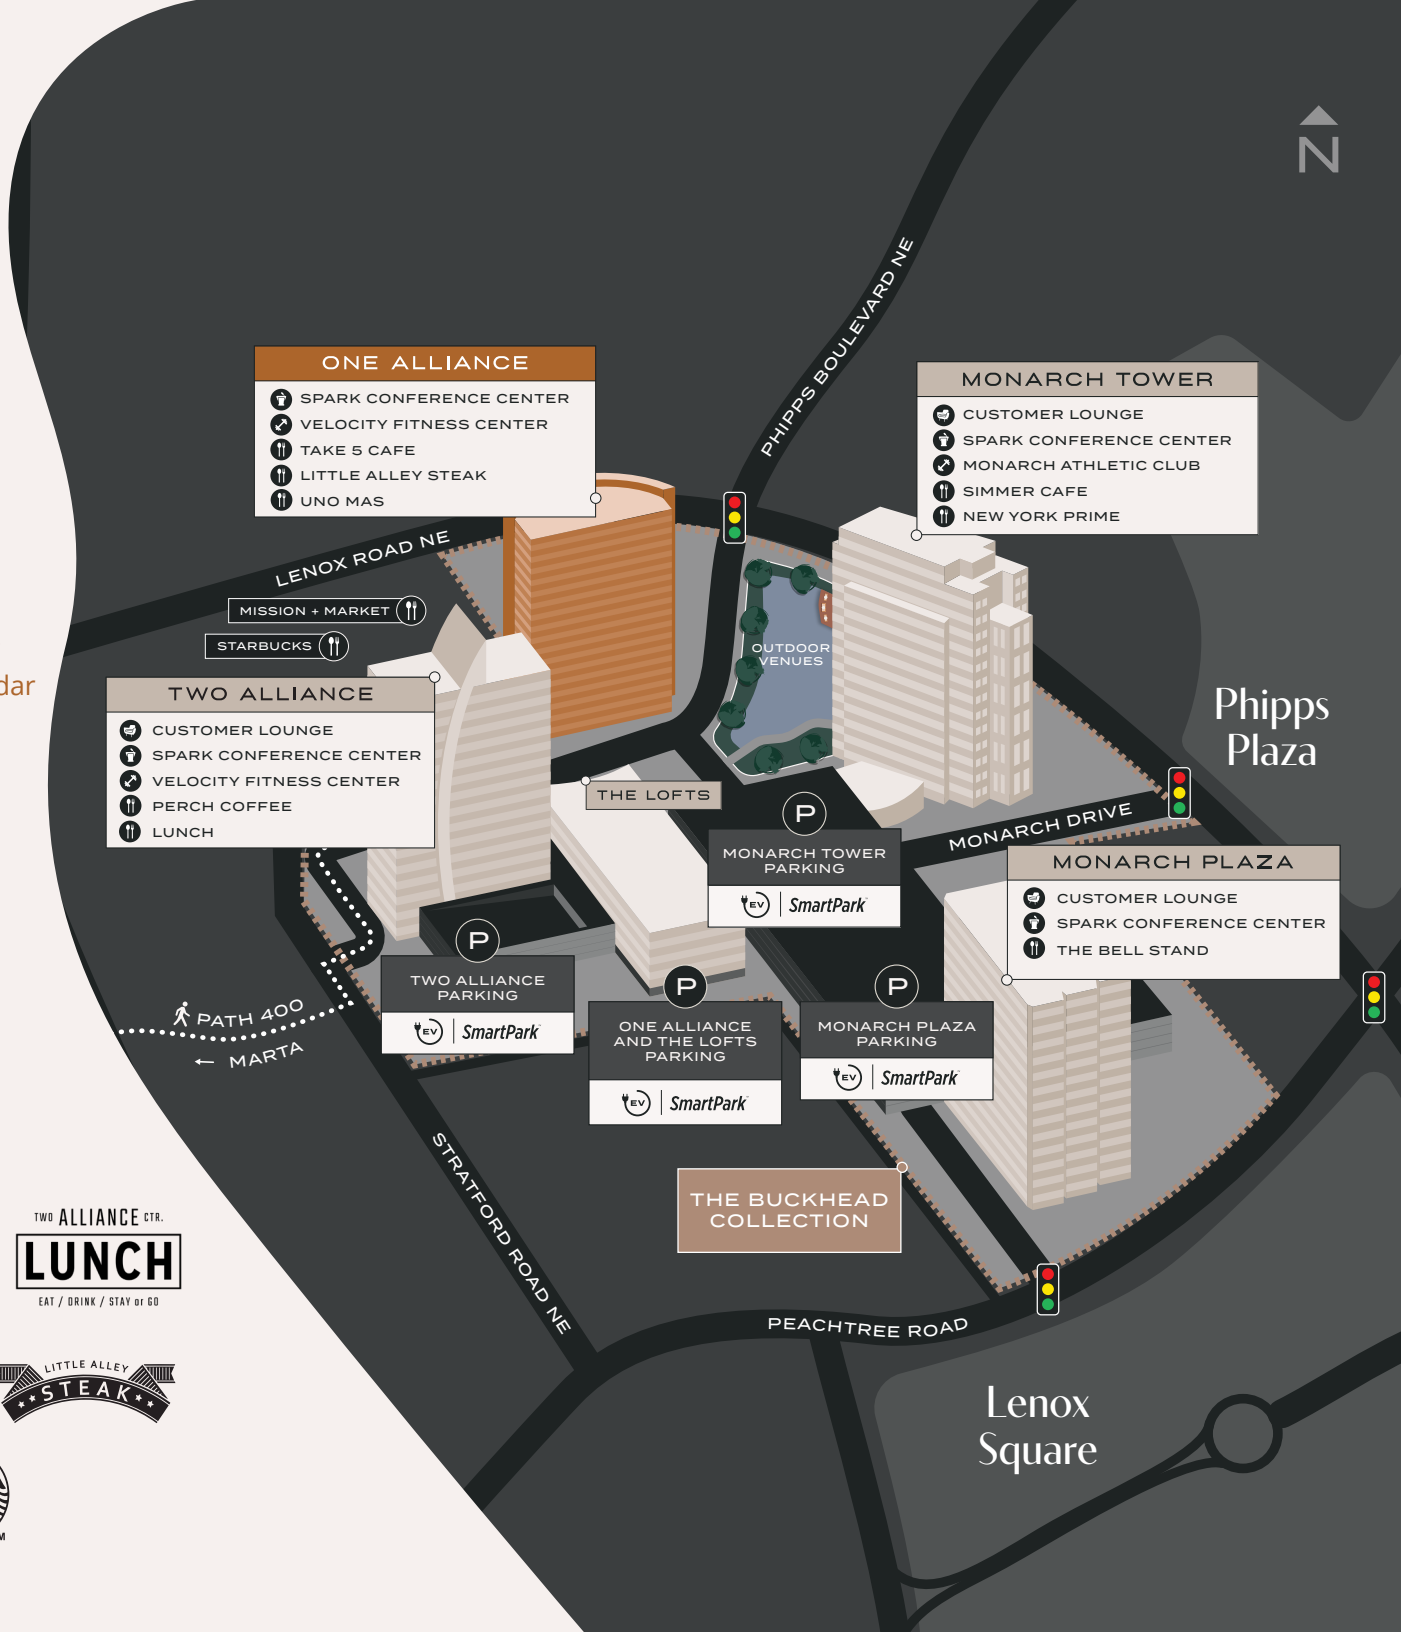 N
PHIPPS BOULEVARD NE
ONE ALLIANCE
SPARK CONFERENCE CENTER
VELOCITY FITNESS CENTER
TAKE 5 CAFE
LITTLE ALLEY STEAK
UNO MAS
MONARCH TOWER
CUSTOMER LOUNGE
SPARK CONFERENCE CENTER
MONARCH ATHLETIC CLUB
SIMMER CAFE
NEW YORK PRIME
LENOX ROAD NE
MISSION + MARKET
STARBUCKS
OUTDOOR
VENUES
dar
TWO ALLIANCE
CUSTOMER LOUNGE
SPARK CONFERENCE CENTER
VELOCITY FITNESS CENTER
PERCH COFFEE
LUNCH
Phipps
Plaza
THE LOFTS
MONARCH DRIVE
P
MONARCH TOWER
PARKING
EV SmartPark
MONARCH PLAZA
CUSTOMER LOUNGE
SPARK CONFERENCE CENTER
THE BELL STAND
P
TWO ALLIANCE
PARKING
EV SmartPark
P
ONE ALLIANCE
AND THE LOFTS
PARKING
EV SmartPark
P
MONARCH PLAZA
PARKING
EV SmartPark
PATH 400
← MARTA
STRATFORD ROAD NE
THE BUCKHEAD
COLLECTION
PEACHTREE ROAD
Lenox
Square
TWO ALLIANCE CTR.
LUNCH
EAT / DRINK / STAY or GO
LITTLE ALLEY
STEAK
M